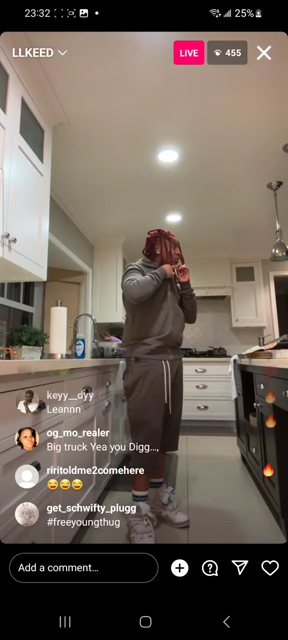 23:32
25%
LLKEED
LIVE
455
keyy__dyy
Leannn
og_mo_realer
Big truck Yea you Digg...,
riritoldme2comehere
😂😂😂
get_schwifty_plugg
#freeyoungthug
Add a comment...